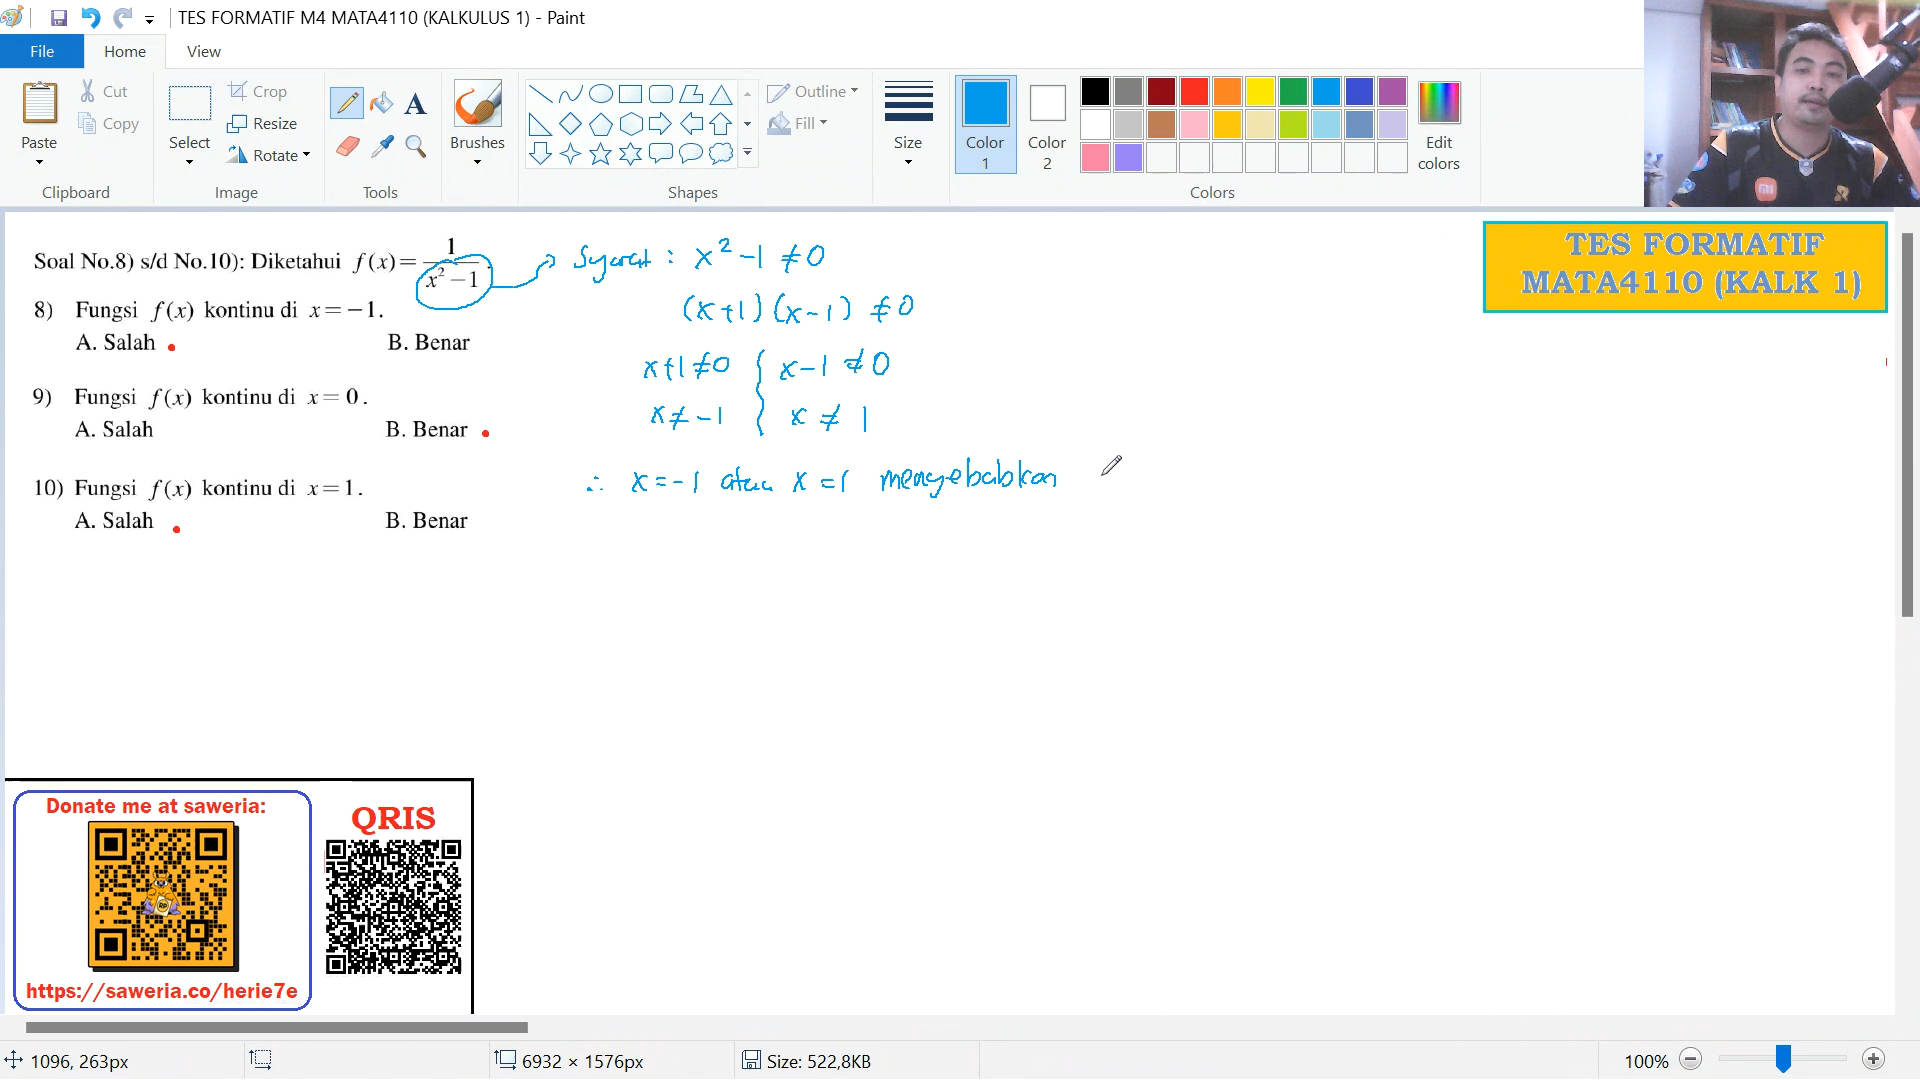 TES FORMATIF M4 MATA4110 (KALKULUS 1) - Paint
File
Home
View
Paste
Cut
Copy
Clipboard
Select
Crop
Resize
Rotate
Image
Tools
Brushes
Shapes
Outline
Fill
Size
Color 1
Color 2
Edit colors
Colors
TES FORMATIF
MATA4110 (KALK 1)
Soal No.8) s/d No.10): Diketahui f(x) = 1 / (x² − 1).
8) Fungsi f(x) kontinu di x = −1.
A. Salah B. Benar
9) Fungsi f(x) kontinu di x = 0.
A. Salah B. Benar
10) Fungsi f(x) kontinu di x = 1.
A. Salah B. Benar
Syarat : x² − 1 ≠ 0
(x+1) (x−1) ≠ 0
x+1 ≠ 0 x−1 ≠ 0
x ≠ −1 x ≠ 1
∴ x = −1 atau x = 1 menyebabkan
Donate me at saweria:
https://saweria.co/herie7e
QRIS
1096, 263px
6932 × 1576px
Size: 522,8KB
100%